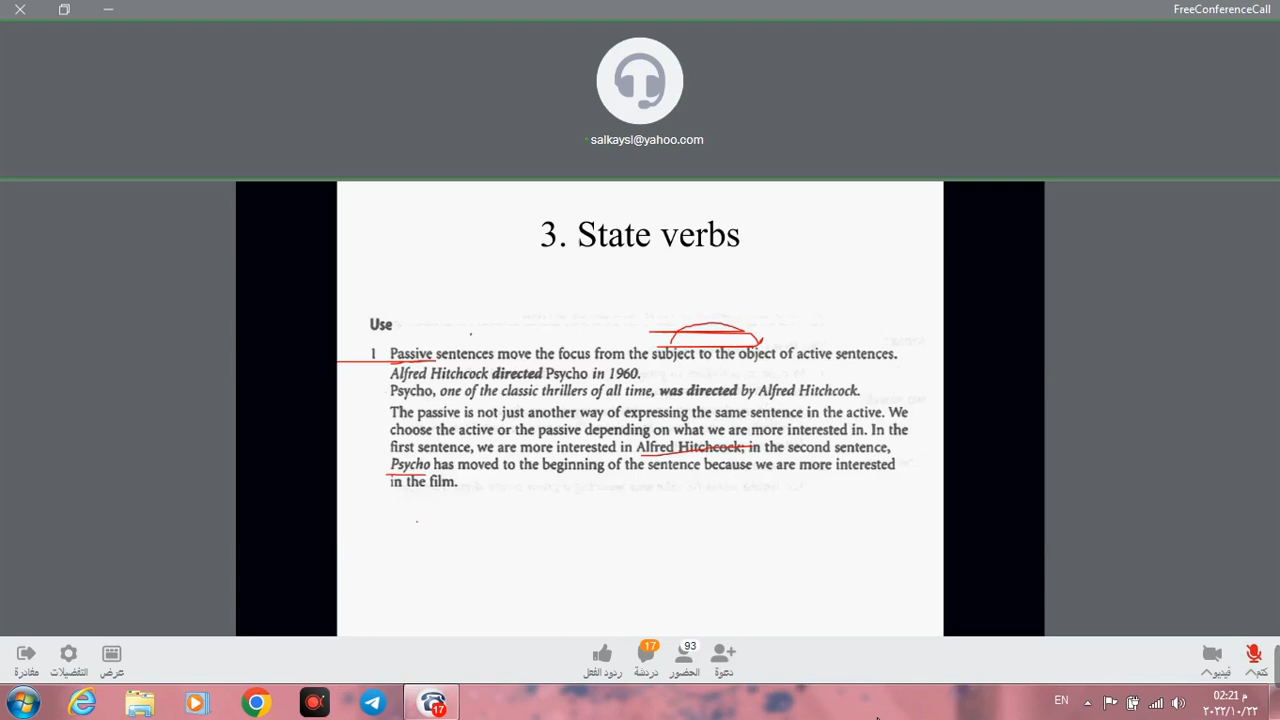 FreeConferenceCall
salkaysl@yahoo.com
3. State verbs
Use
1 Passive sentences move the focus from the subject to the object of active sentences.
Alfred Hitchcock directed Psycho in 1960.
Psycho, one of the classic thrillers of all time, was directed by Alfred Hitchcock.
The passive is not just another way of expressing the same sentence in the active. We
choose the active or the passive depending on what we are more interested in. In the
first sentence, we are more interested in Alfred Hitchcock; in the second sentence,
Psycho has moved to the beginning of the sentence because we are more interested
in the film.
مغادرة
التفضيلات
عرض
ردود الفعل
17
دردشة
93
الحضور
دعوة
فيديو
كتم
17
EN
02:21 م
٢٠٢٢/١٠/٢٢